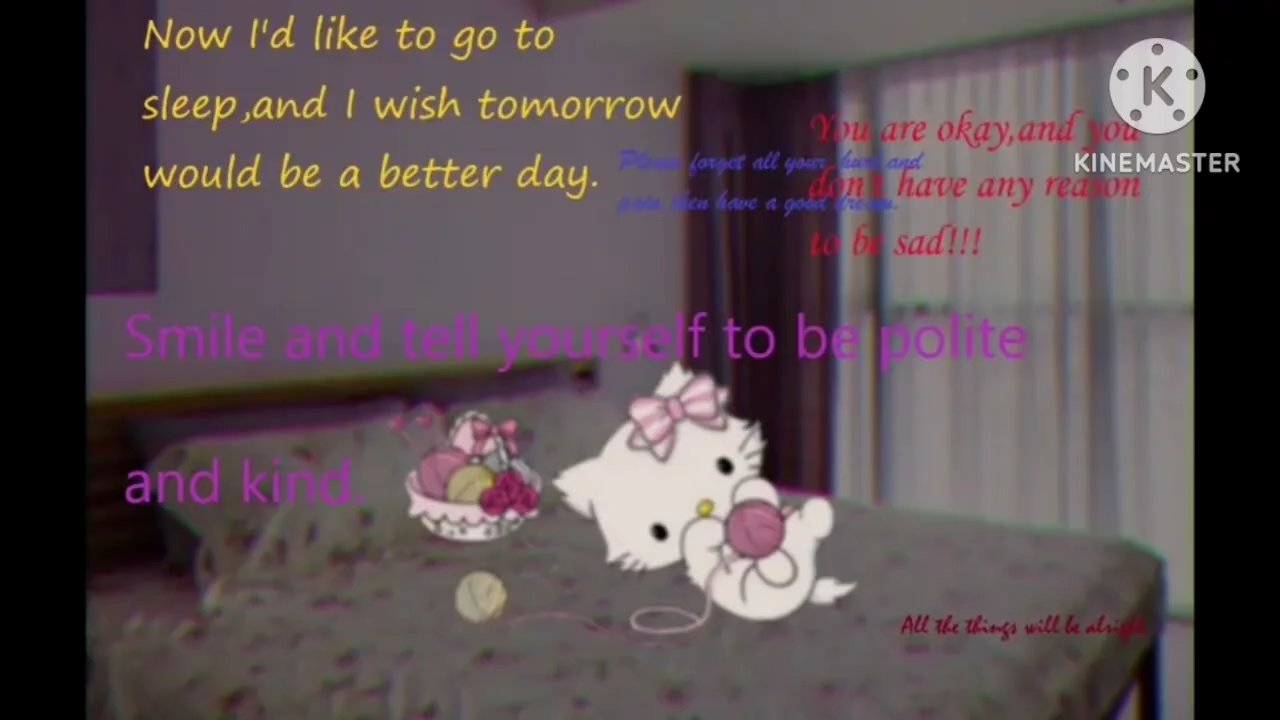 Now I'd like to go to
sleep,and I wish tomorrow
would be a better day.
You are okay,and you
don't have any reason
to be sad!!!
Please forget all your hurt and
pain,then have a good dream.
KINEMASTER
Smile and tell yourself to be polite
and kind.
All the things will be alright